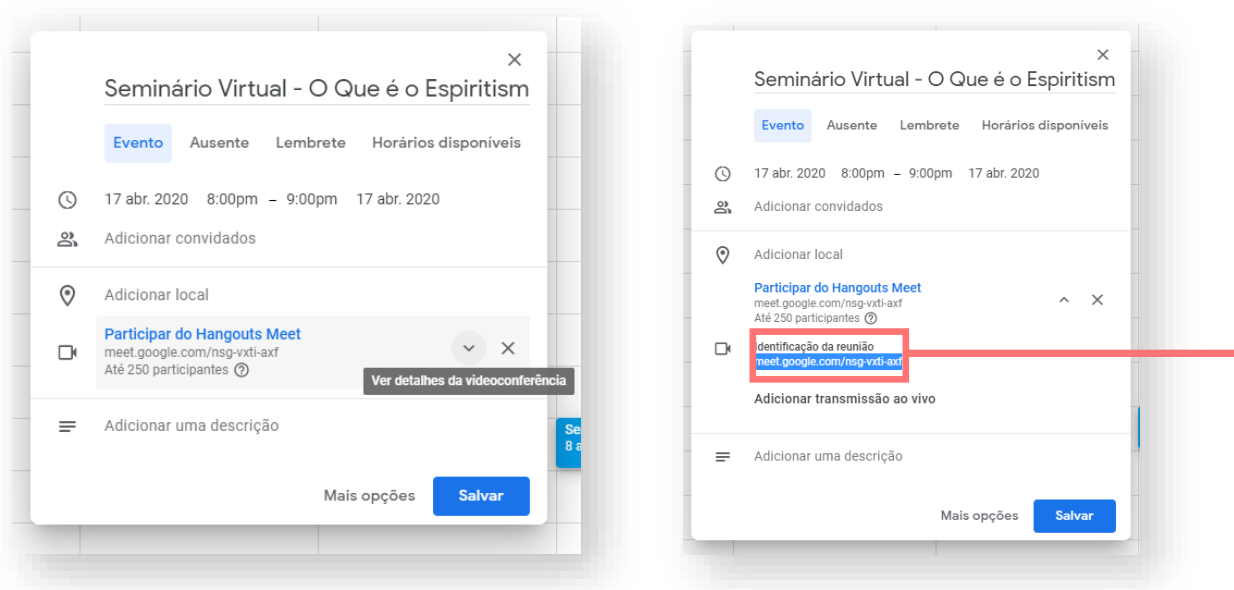 Seminário Virtual - O Que é o Espiritism
Evento Ausente Lembrete Horários disponíveis
17 abr. 2020 8:00pm – 9:00pm 17 abr. 2020
Adicionar convidados
Adicionar local
Participar do Hangouts Meet
meet.google.com/nsg-vxti-axf
Até 250 participantes
Ver detalhes da videoconferência
Adicionar uma descrição
Se
8 a
Mais opções Salvar
Seminário Virtual - O Que é o Espiritism
Evento Ausente Lembrete Horários disponíveis
17 abr. 2020 8:00pm – 9:00pm 17 abr. 2020
Adicionar convidados
Adicionar local
Participar do Hangouts Meet
meet.google.com/nsg-vxti-axf
Até 250 participantes
Identificação da reunião
meet.google.com/nsg-vxti-axf
Adicionar transmissão ao vivo
Adicionar uma descrição
Mais opções Salvar